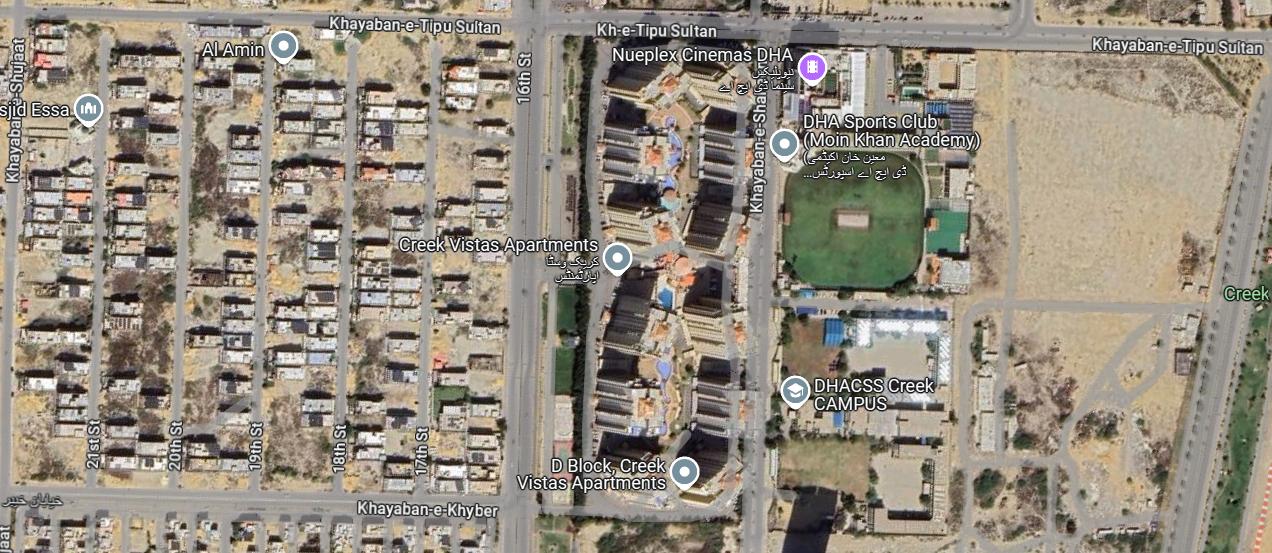 Khayaban-e-Tipu Sultan
Kh-e-Tipu Sultan
Khayaban-e-Tipu Sultan
Al Amin
Nueplex Cinemas DHA
نیوپلیکس
سینما ڈی ایچ اے
16th St
Khayaban-e-Shujaat
sjid Essa
DHA Sports Club
(Moin Khan Academy)
معین خان اکیڈمی)
ڈی ایچ اے اسپورٹس...
Khayaban-e-Sha
Creek Vistas Apartments
کریک وسٹا
اپارٹمنٹس
Creek
DHACSS Creek
CAMPUS
21st St
20th St
19th St
18th St
17th St
D Block, Creek
Vistas Apartments
خیابان خیبر
Khayaban-e-Khyber
jaat